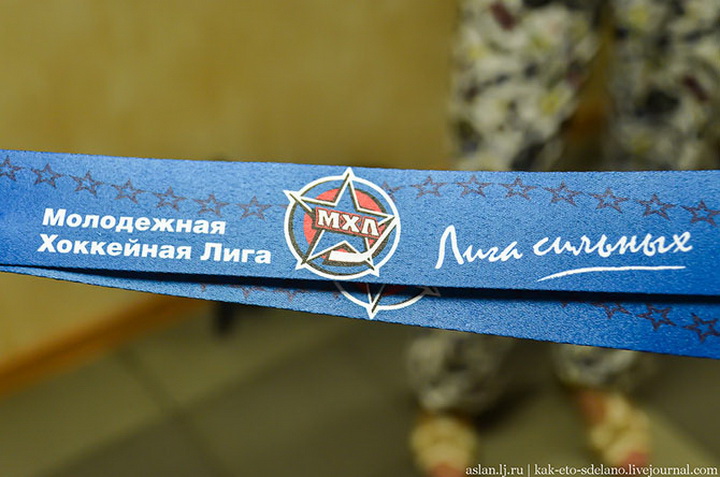 Молодежная
Хоккейная Лига
МХЛ
Лига сильных
aslan.lj.ru | kak-eto-sdelano.livejournal.com